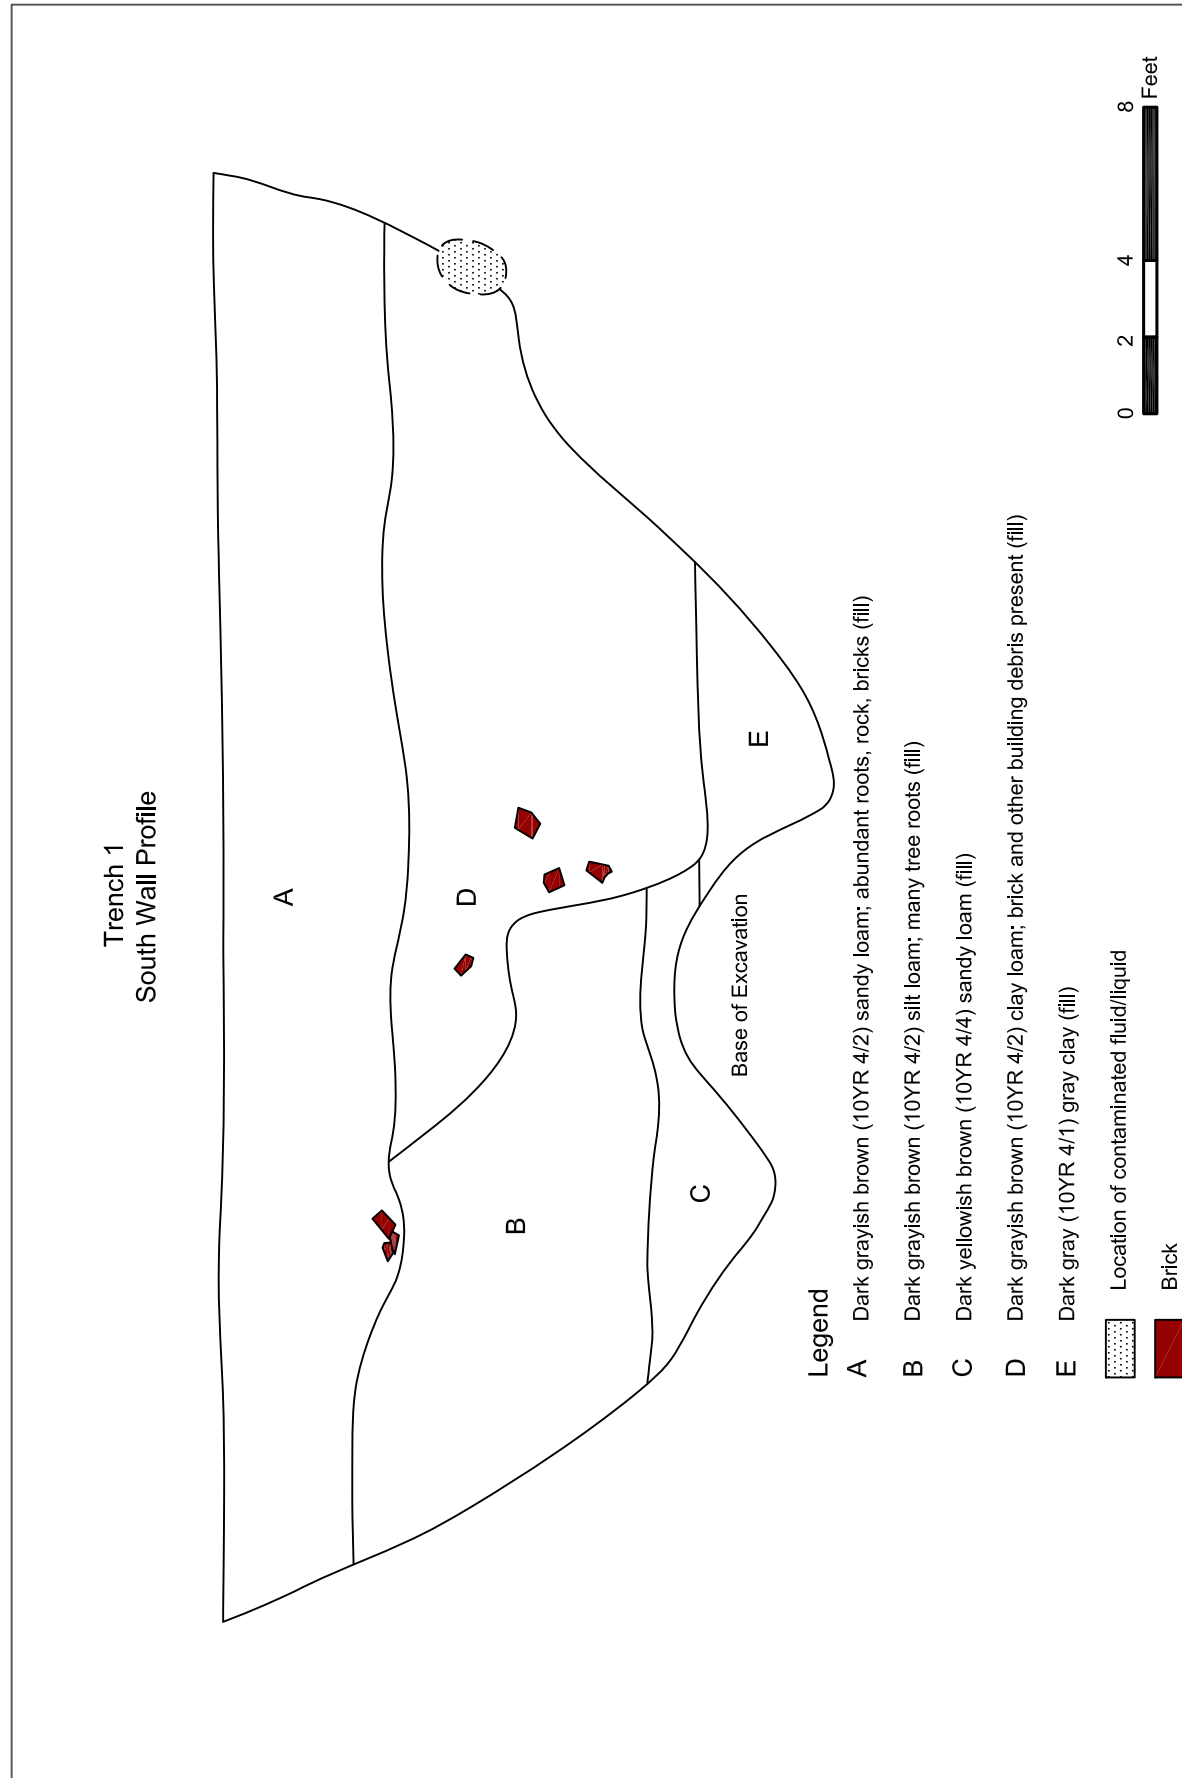 Trench 1
South Wall Profile
A
D
B
E
C
Base of Excavation
Legend
A Dark grayish brown (10YR 4/2) sandy loam; abundant roots, rock, bricks (fill)
B Dark grayish brown (10YR 4/2) silt loam; many tree roots (fill)
C Dark yellowish brown (10YR 4/4) sandy loam (fill)
D Dark grayish brown (10YR 4/2) clay loam; brick and other building debris present (fill)
E Dark gray (10YR 4/1) gray clay (fill)
Location of contaminated fluid/liquid
Brick
0 2 4 8
Feet